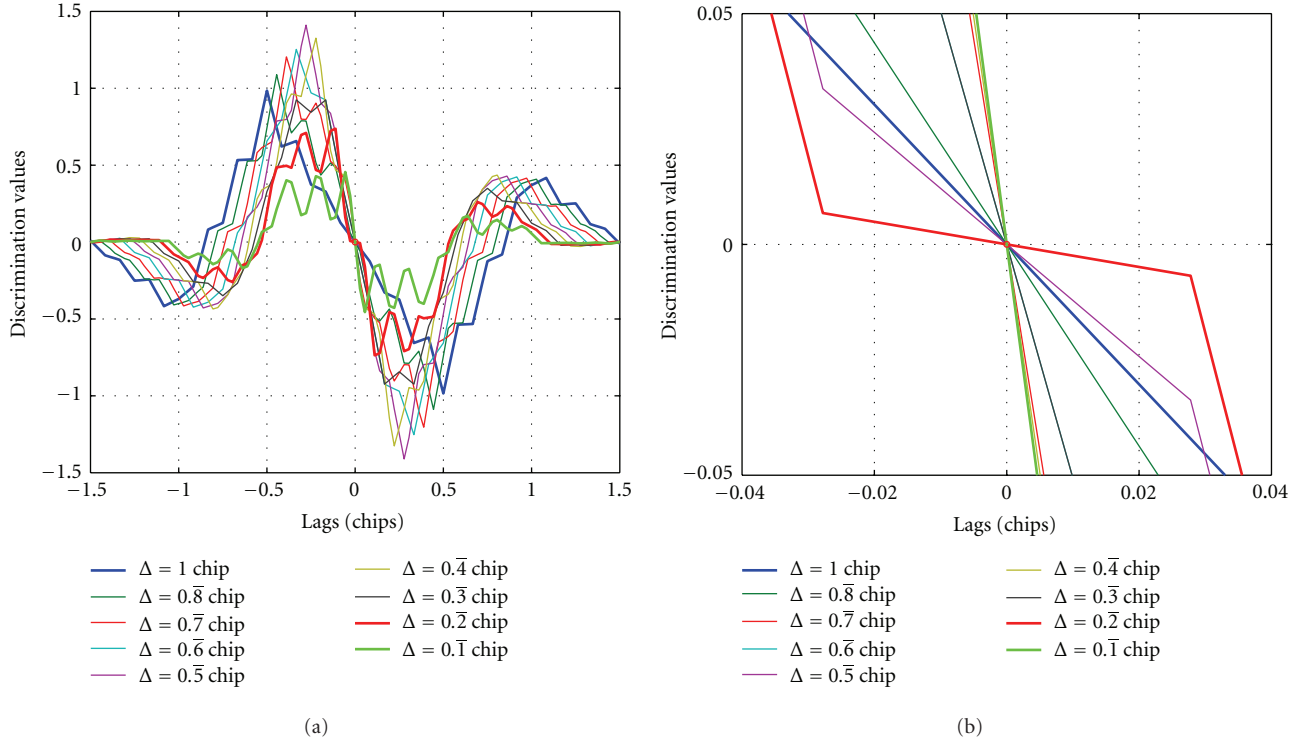 1.5
1
0.5
0
−0.5
−1
−1.5
Discrimination values
−1.5 −1 −0.5 0 0.5 1 1.5
Lags (chips)
Δ = 1 chip
Δ = 0.8̅ chip
Δ = 0.7̅ chip
Δ = 0.6̅ chip
Δ = 0.5̅ chip
Δ = 0.4̅ chip
Δ = 0.3̅ chip
Δ = 0.2̅ chip
Δ = 0.1̅ chip
(a)
0.05
0
−0.05
Discrimination values
−0.04 −0.02 0 0.02 0.04
Lags (chips)
Δ = 1 chip
Δ = 0.8̅ chip
Δ = 0.7̅ chip
Δ = 0.6̅ chip
Δ = 0.5̅ chip
Δ = 0.4̅ chip
Δ = 0.3̅ chip
Δ = 0.2̅ chip
Δ = 0.1̅ chip
(b)